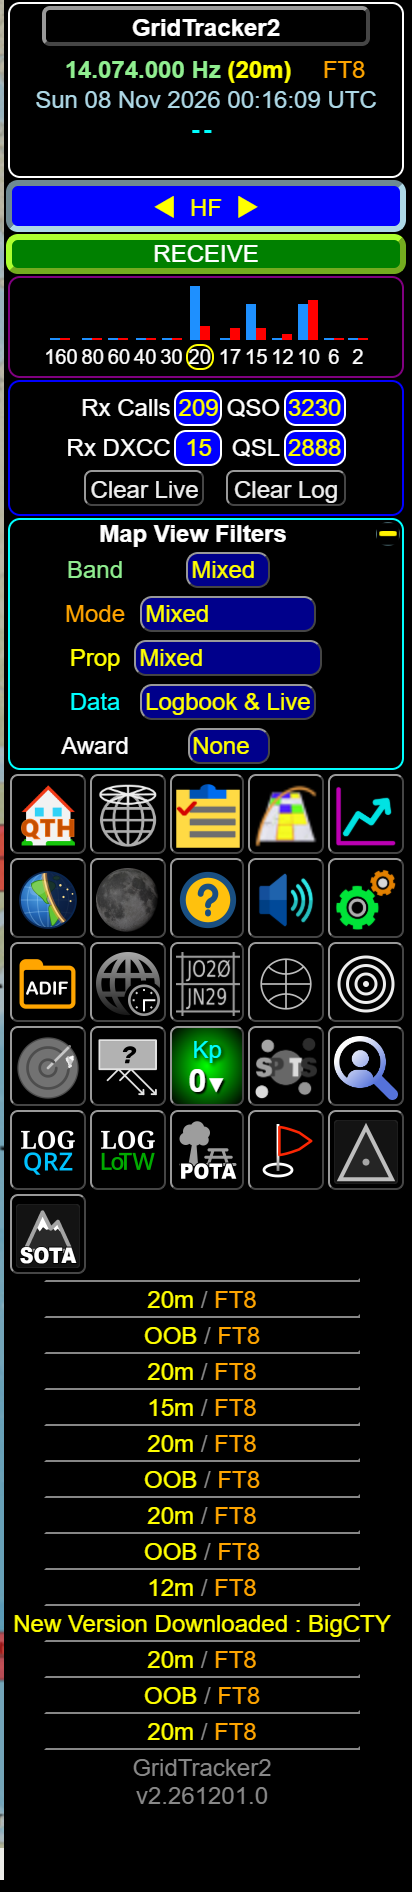 GridTracker2
14.074.000 Hz (20m) FT8
Sun 08 Nov 2026 00:16:09 UTC
--
HF
RECEIVE
160 80 60 40 30 20 17 15 12 10 6 2
Rx Calls 209 QSO 3230
Rx DXCC 15 QSL 2888
Clear Live Clear Log
Map View Filters
Band Mixed
Mode Mixed
Prop Mixed
Data Logbook & Live
Award None
QTH
?
ADIF
JO20
JN29
?
Kp
0▼
SPOTS
LOG
QRZ
LOG
LoTW
POTA
SOTA
20m / FT8
OOB / FT8
20m / FT8
15m / FT8
20m / FT8
OOB / FT8
20m / FT8
OOB / FT8
12m / FT8
New Version Downloaded : BigCTY
20m / FT8
OOB / FT8
20m / FT8
GridTracker2
v2.261201.0